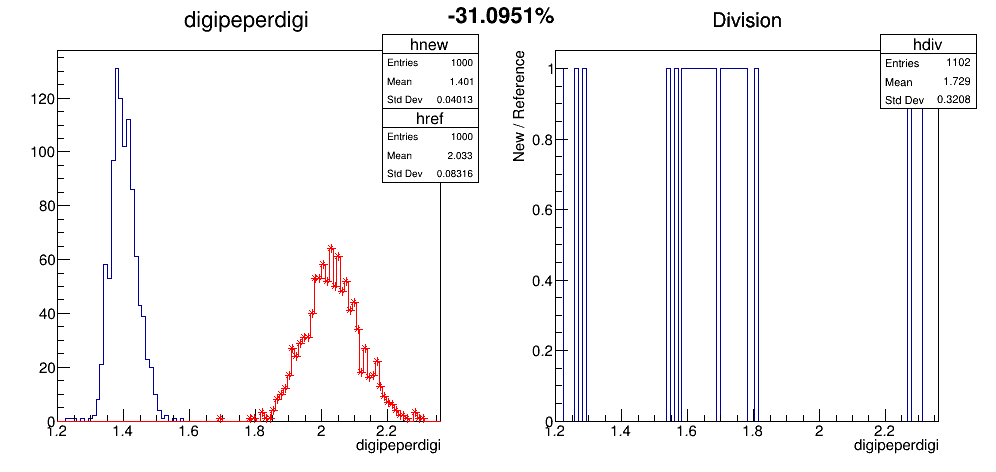 -31.0951%
digipeperdigi
hnew
Entries 1000
Mean 1.401
Std Dev 0.04013
href
Entries 1000
Mean 2.033
Std Dev 0.08316
120
100
80
60
40
20
0
1.2 1.4 1.6 1.8 2 2.2
digipeperdigi
Division
hdiv
Entries 1102
Mean 1.729
Std Dev 0.3208
New / Reference
1
0.8
0.6
0.4
0.2
0
1.2 1.4 1.6 1.8 2 2.2
digipeperdigi